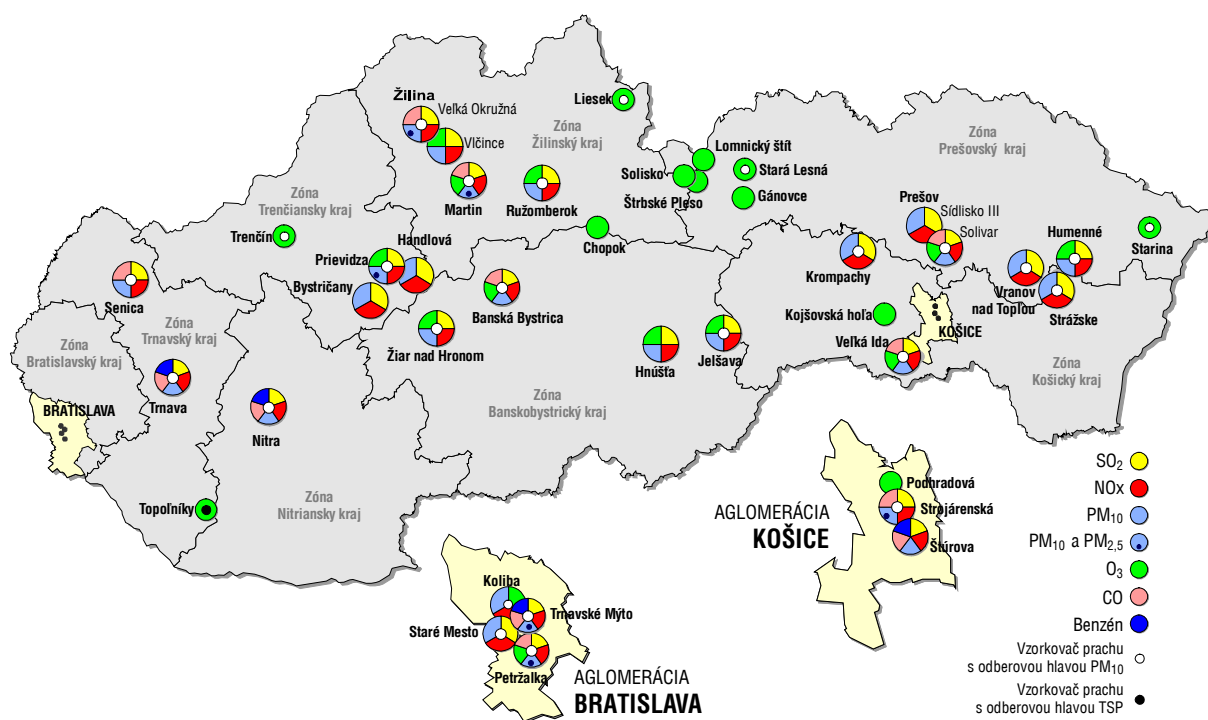 Žilina
Veľká Okružná
Vlčince
Liesek
Zóna
Žilinský kraj
Lomnický štít
Solisko
Stará Lesná
Štrbské Pleso
Gánovce
Zóna
Prešovský kraj
Martin
Ružomberok
Zóna
Trenčiansky kraj
Trenčín
Chopok
Prešov
Sídlisko III
Solivar
Humenné
Starina
Handlová
Prievidza
Bystričany
Krompachy
Vranov
nad Topľou
Strážske
Senica
Banská Bystrica
Kojšovská hoľa
KOŠICE
Žiar nad Hronom
Hnúšťa
Jelšava
Veľká Ida
Zóna
Trnavský kraj
Zóna
Bratislavský kraj
Trnava
Zóna
Banskobystrický kraj
Zóna
Košický kraj
BRATISLAVA
Nitra
Topoľníky
Zóna
Nitriansky kraj
AGLOMERÁCIA
KOŠICE
Podhradová
Strojárenská
Štúrova
Koliba
Trnavské Mýto
Staré Mesto
Petržalka
AGLOMERÁCIA
BRATISLAVA
SO2
NOx
PM10
PM10 a PM2,5
O3
CO
Benzén
Vzorkovač prachu
s odberovou hlavou PM10
Vzorkovač prachu
s odberovou hlavou TSP